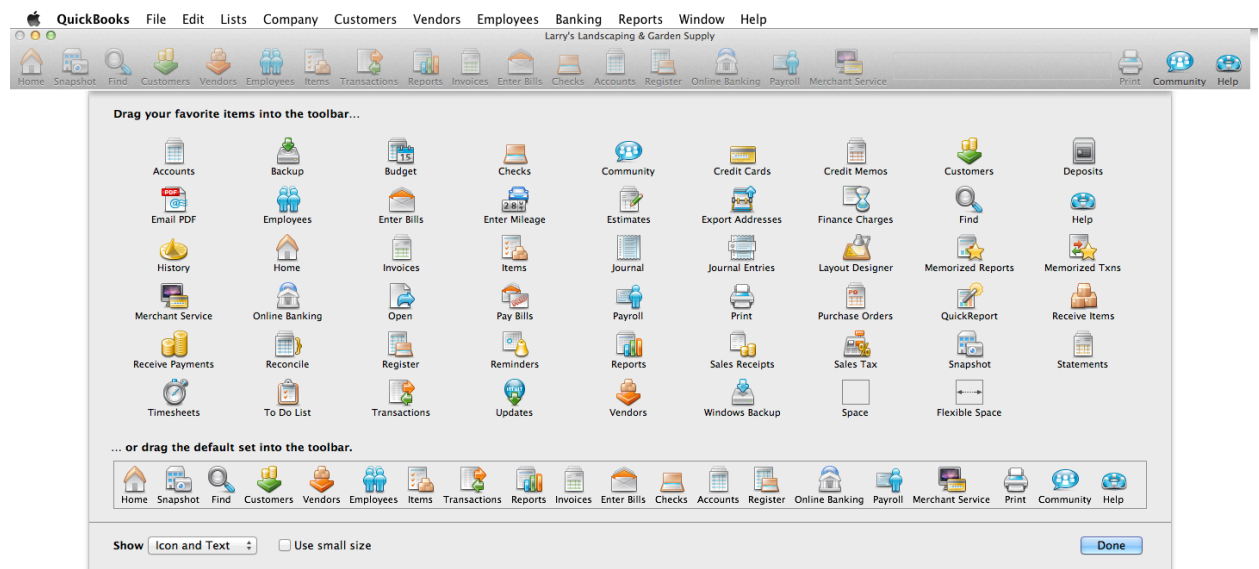 QuickBooks File Edit Lists Company Customers Vendors Employees Banking Reports Window Help
Larry's Landscaping & Garden Supply
Home Snapshot Find Customers Vendors Employees Items Transactions Reports Invoices Enter Bills Checks Accounts Register Online Banking Payroll Merchant Service Print Community Help
Drag your favorite items into the toolbar...
15
Accounts Backup Budget Checks Community Credit Cards Credit Memos Customers Deposits
PDF
Email PDF Employees Enter Bills Enter Mileage Estimates Export Addresses Finance Charges Find Help
History Home Invoices Items Journal Journal Entries Layout Designer Memorized Reports Memorized Txns
PO
Merchant Service Online Banking Open Pay Bills Payroll Print Purchase Orders QuickReport Receive Items
Receive Payments Reconcile Register Reminders Reports Sales Receipts Sales Tax Snapshot Statements
Timesheets To Do List Transactions Updates Vendors Windows Backup Space Flexible Space
... or drag the default set into the toolbar.
Home Snapshot Find Customers Vendors Employees Items Transactions Reports Invoices Enter Bills Checks Accounts Register Online Banking Payroll Merchant Service Print Community Help
Show Icon and Text Use small size Done